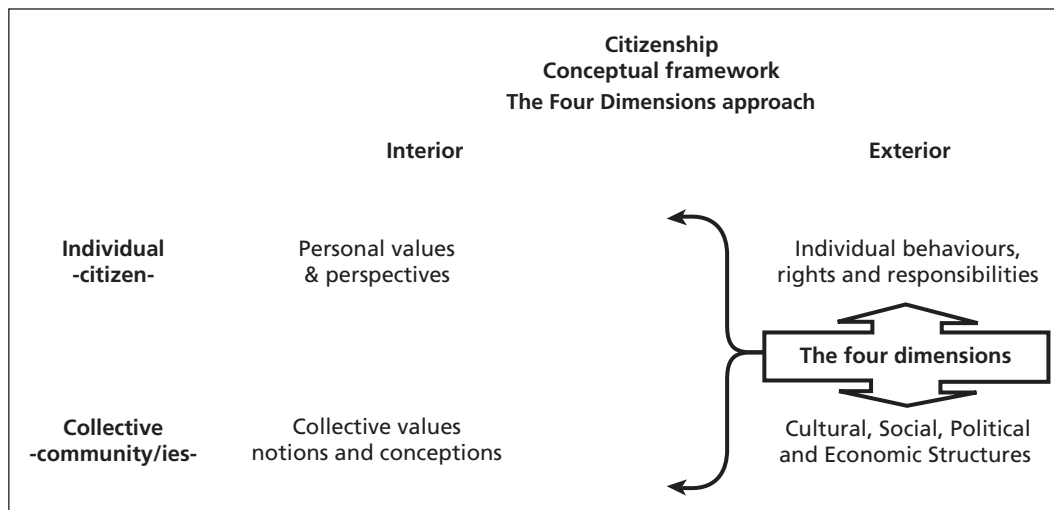 Citizenship
Conceptual framework
The Four Dimensions approach
Interior
Exterior
Individual
-citizen-
Personal values
& perspectives
Individual behaviours,
rights and responsibilities
The four dimensions
Collective
-community/ies-
Collective values
notions and conceptions
Cultural, Social, Political
and Economic Structures